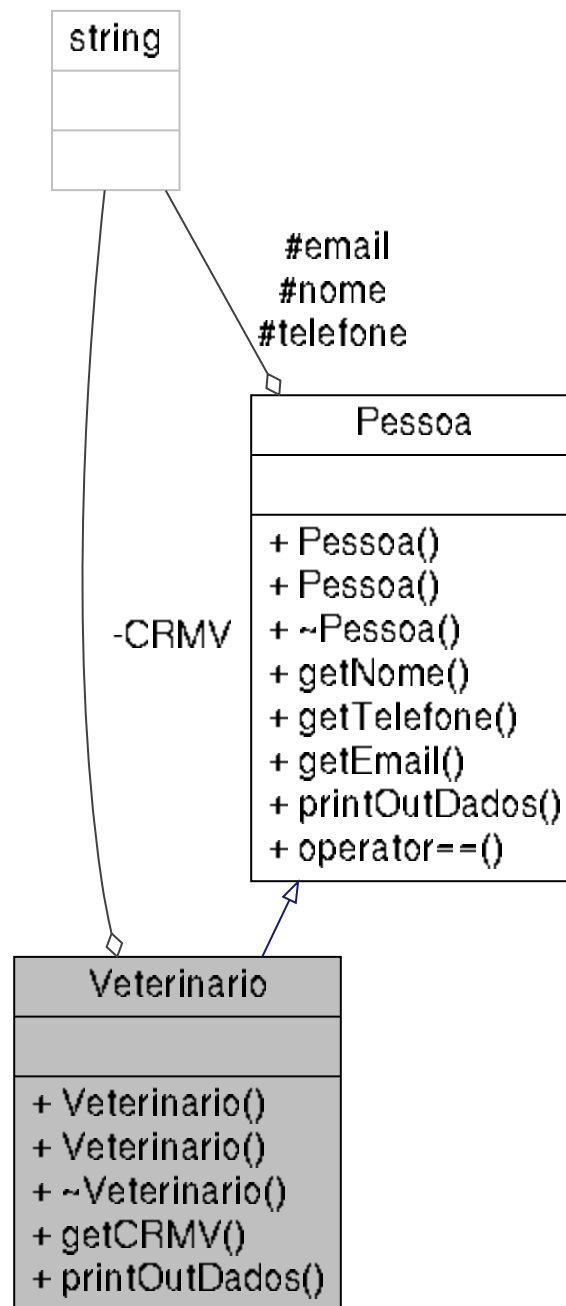 string
#email
#nome
#telefone
Pessoa
+ Pessoa()
+ Pessoa()
+ ~Pessoa()
+ getNome()
+ getTelefone()
+ getEmail()
+ printOutDados()
+ operator==()
-CRMV
Veterinario
+ Veterinario()
+ Veterinario()
+ ~Veterinario()
+ getCRMV()
+ printOutDados()